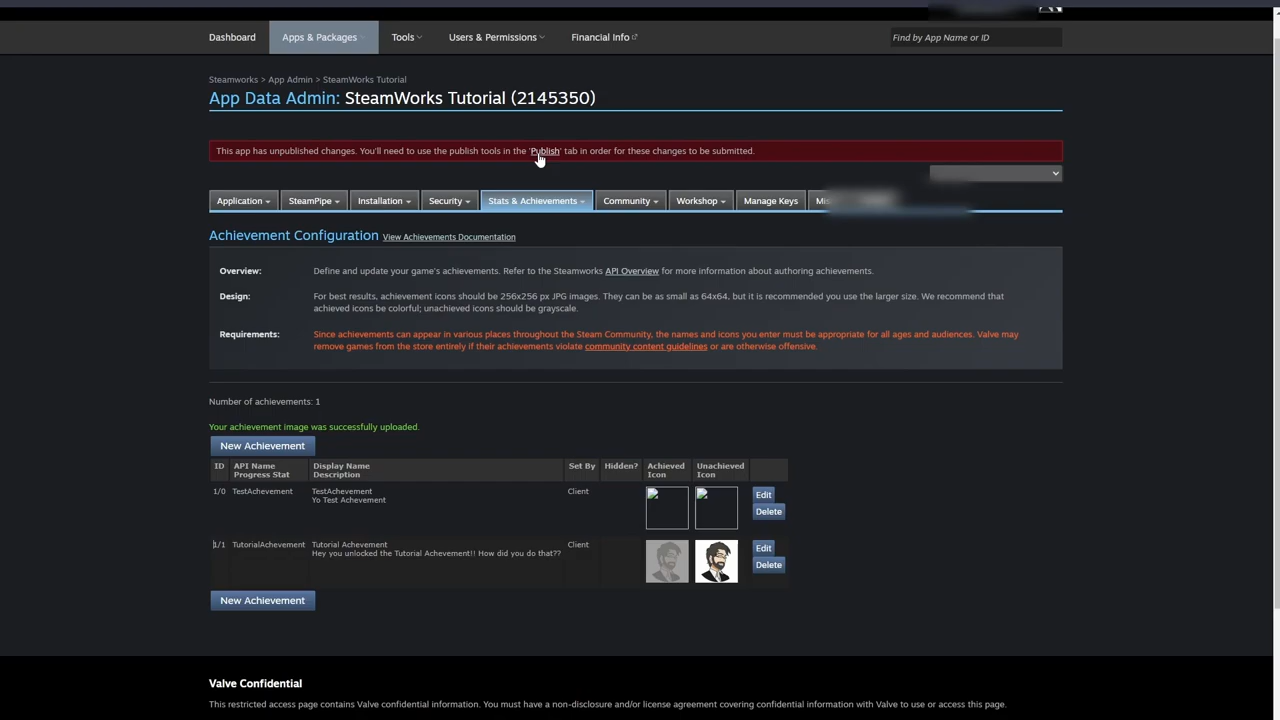 Dashboard Apps & Packages Tools Users & Permissions Financial Info Find by App Name or ID
Steamworks > App Admin > SteamWorks Tutorial
App Data Admin: SteamWorks Tutorial (2145350)
This app has unpublished changes. You'll need to use the publish tools in the 'Publish' tab in order for these changes to be submitted.
Application SteamPipe Installation Security Stats & Achievements Community Workshop Manage Keys
Achievement Configuration View Achievements Documentation
Overview: Define and update your game's achievements. Refer to the Steamworks API Overview for more information about authoring achievements.
Design: For best results, achievement icons should be 256x256 px JPG images. They can be as small as 64x64, but it is recommended you use the larger size. We recommend that
achieved icons be colorful; unachieved icons should be grayscale.
Requirements: Since achievements can appear in various places throughout the Steam Community, the names and icons you enter must be appropriate for all ages and audiences. Valve may
remove games from the store entirely if their achievements violate community content guidelines or are otherwise offensive.
Number of achievements: 1
Your achievement image was successfully uploaded.
New Achievement
ID API Name Display Name Set By Hidden? Achieved Unachieved
Progress Stat Description Icon Icon
1/0 TestAchevement TestAchevement Client Edit
Yo Test Achevement
Delete
1/1 TutorialAchevement Tutorial Achevement Client Edit
Hey you unlocked the Tutorial Achevement!! How did you do that??
Delete
New Achievement
Valve Confidential
This restricted access page contains Valve confidential information. You must have a non-disclosure and/or license agreement covering confidential information with Valve to use or access this page.